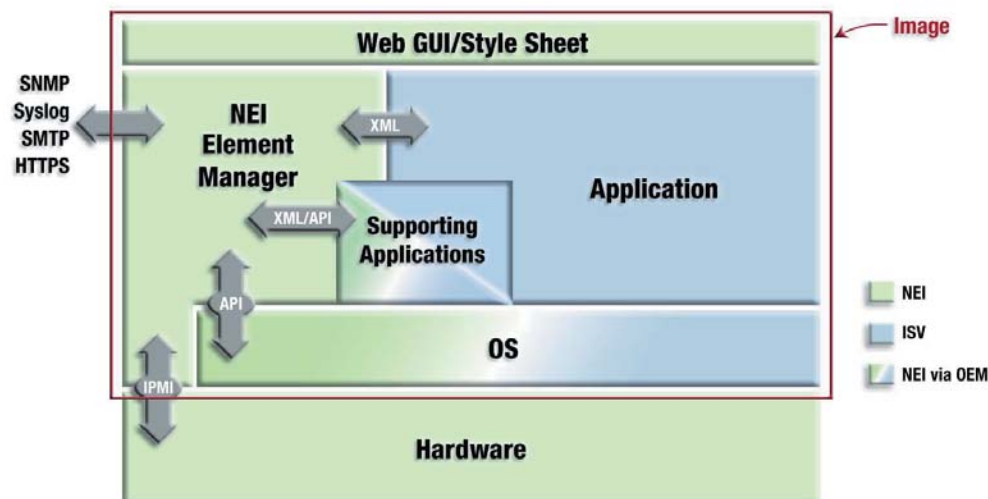 Web GUI/Style Sheet
Image
SNMP
Syslog
SMTP
HTTPS
NEI
Element
Manager
XML
Application
XML/API
Supporting
Applications
API
OS
IPMI
Hardware
NEI
ISV
NEI via OEM